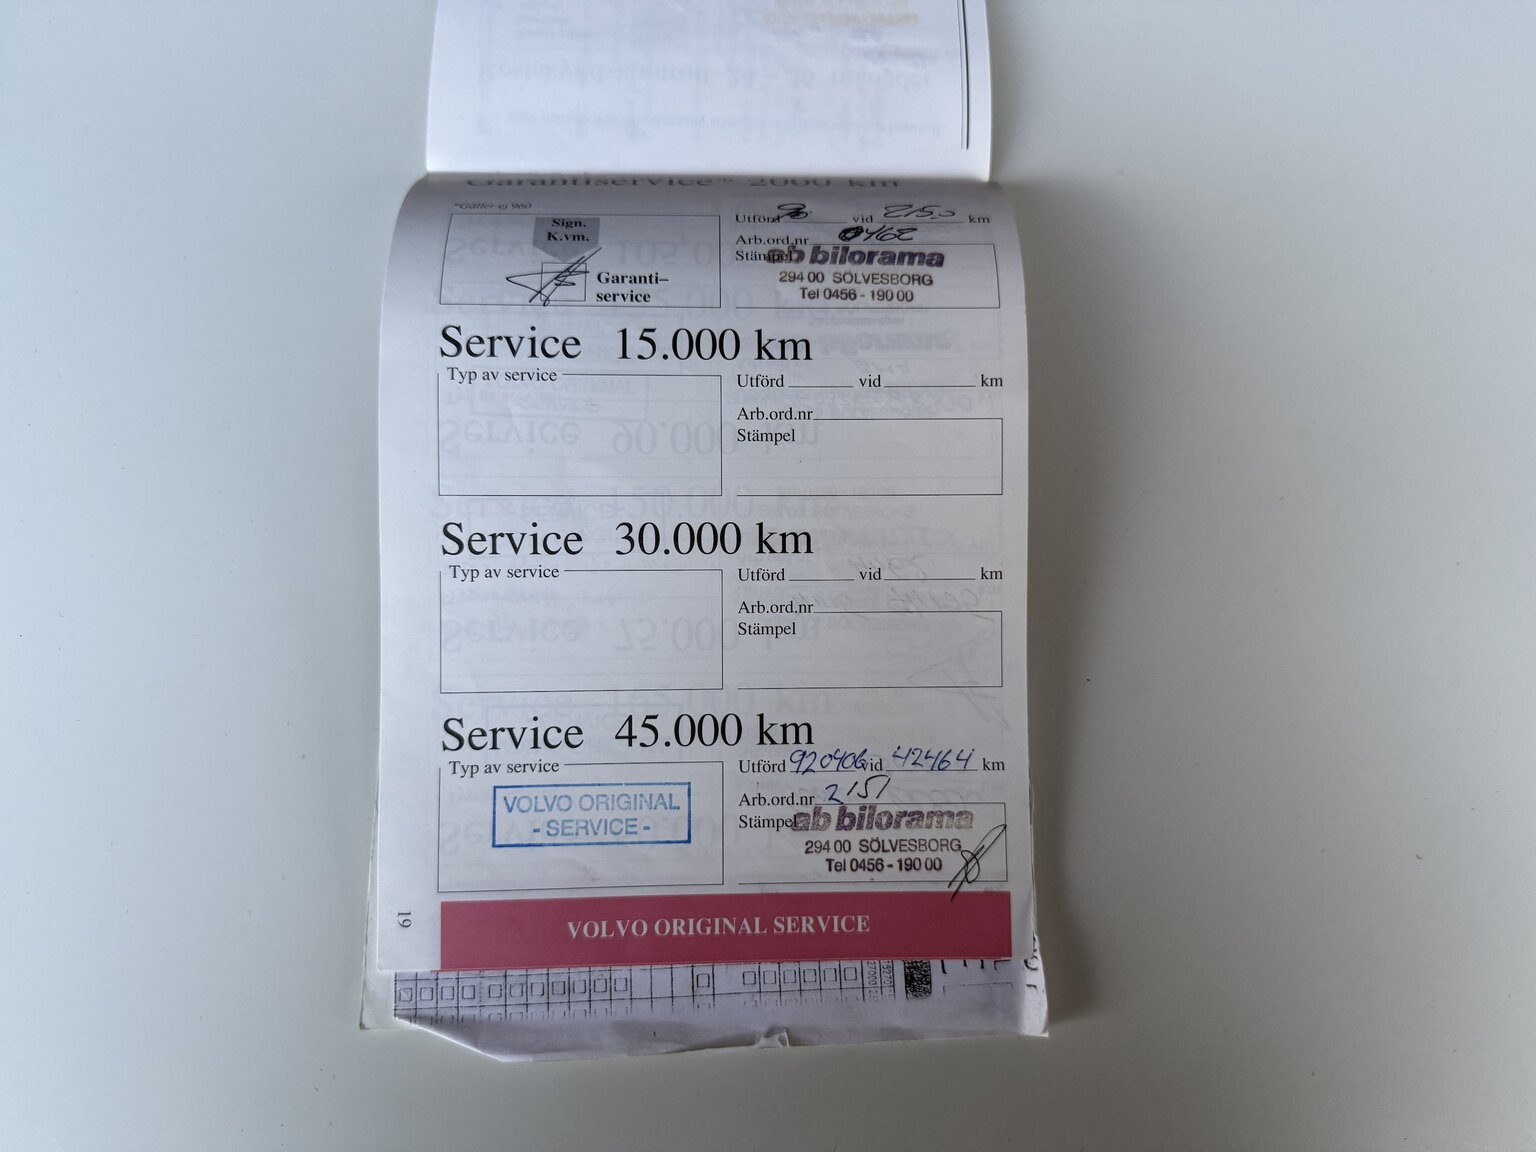 Garantiservice** 2000 km
*Gäller ej 960
Sign.
K.vm.
Garanti-
service
Utförd vid km
Arb.ord.nr 0462
Stämpel ab bilorama
294 00 SÖLVESBORG
Tel 0456 - 190 00
Service 15.000 km
Typ av service
Utförd vid km
Arb.ord.nr
Stämpel
Service 30.000 km
Typ av service
Utförd vid km
Arb.ord.nr
Stämpel
Service 45.000 km
Typ av service
VOLVO ORIGINAL
- SERVICE -
Utförd 920406 vid 42464 km
Arb.ord.nr 2151
Stämpel ab bilorama
294 00 SÖLVESBORG
Tel 0456 - 190 00
19
VOLVO ORIGINAL SERVICE